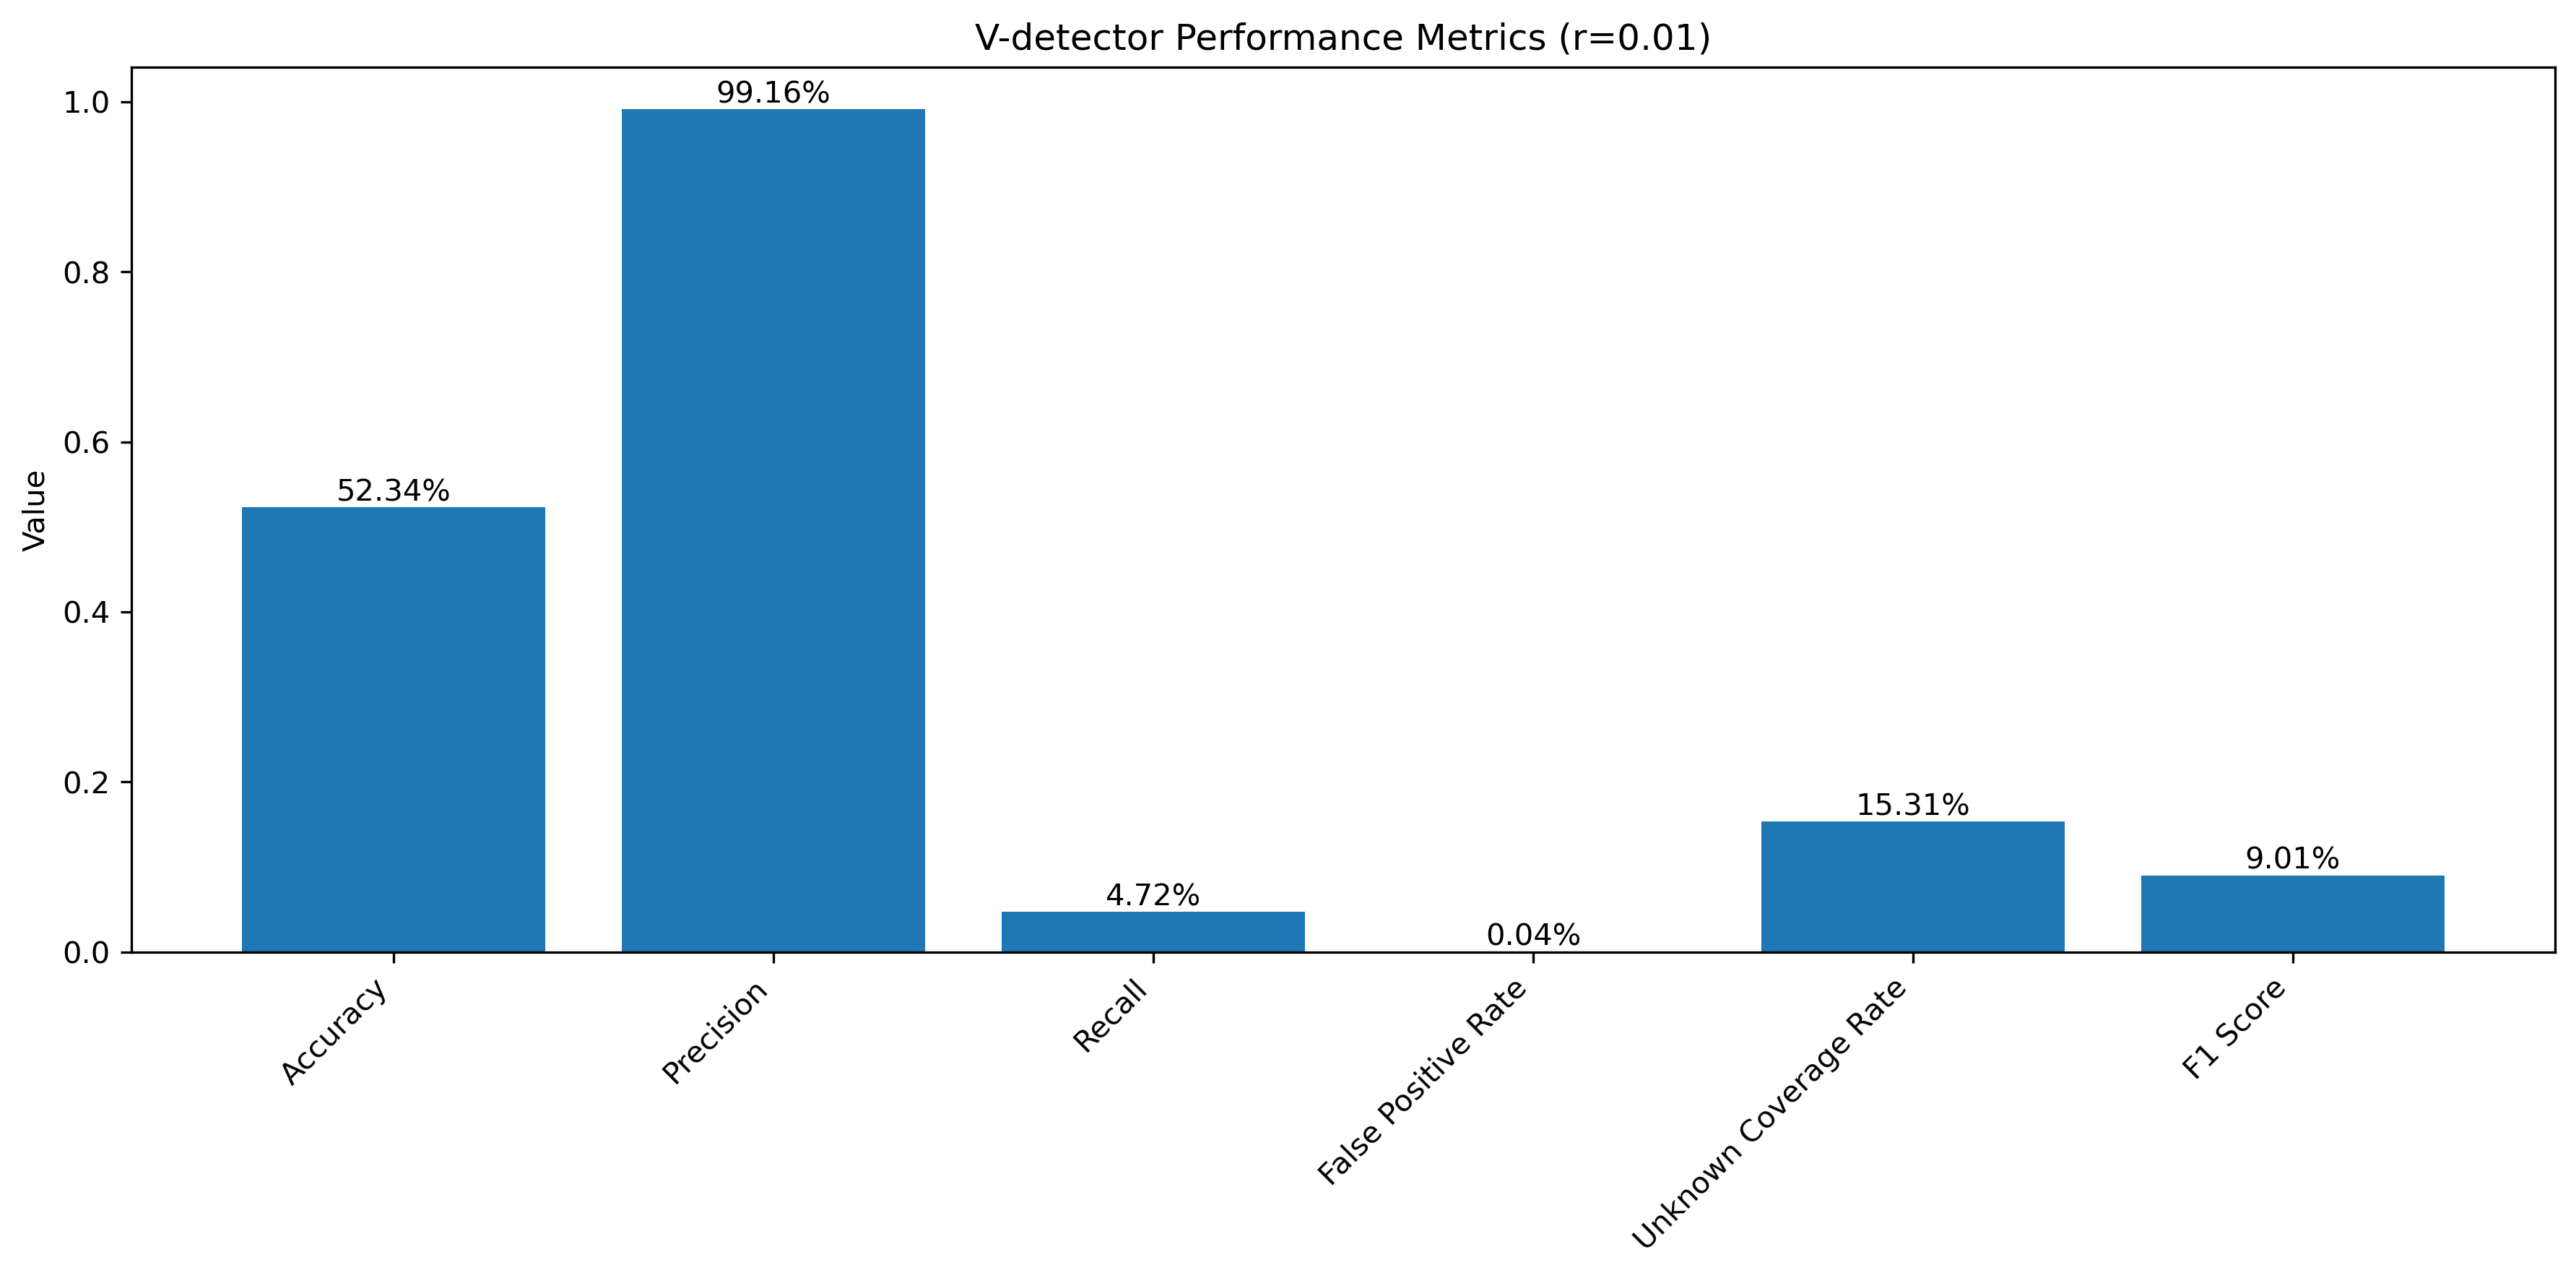 V-detector Performance Metrics (r=0.01)
Value
1.0
0.8
0.6
0.4
0.2
0.0
52.34%
99.16%
4.72%
0.04%
15.31%
9.01%
Accuracy
Precision
Recall
False Positive Rate
Unknown Coverage Rate
F1 Score